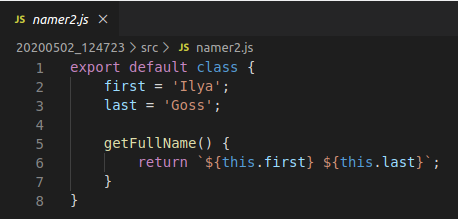 JS namer2.js ×
20200502_124723 > src > JS namer2.js
1 export default class {
2     first = 'Ilya';
3     last = 'Goss';
4
5     getFullName() {
6         return `${this.first} ${this.last}`;
7     }
8 }